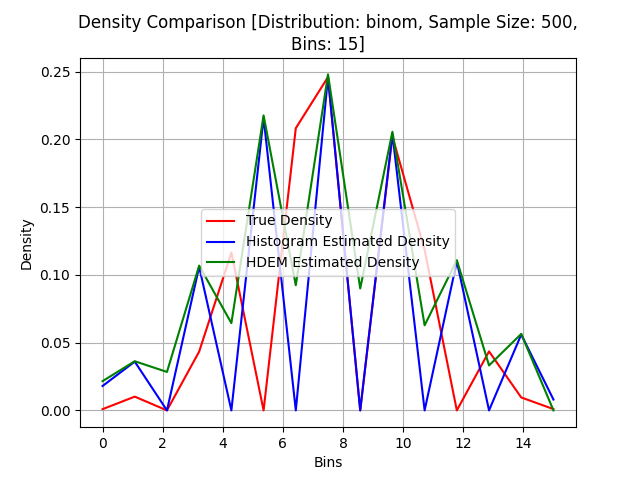 Density Comparison [Distribution: binom, Sample Size: 500,
Bins: 15]
0.25
0.20
0.15
0.10
0.05
0.00
Density
True Density
Histogram Estimated Density
HDEM Estimated Density
0 2 4 6 8 10 12 14
Bins